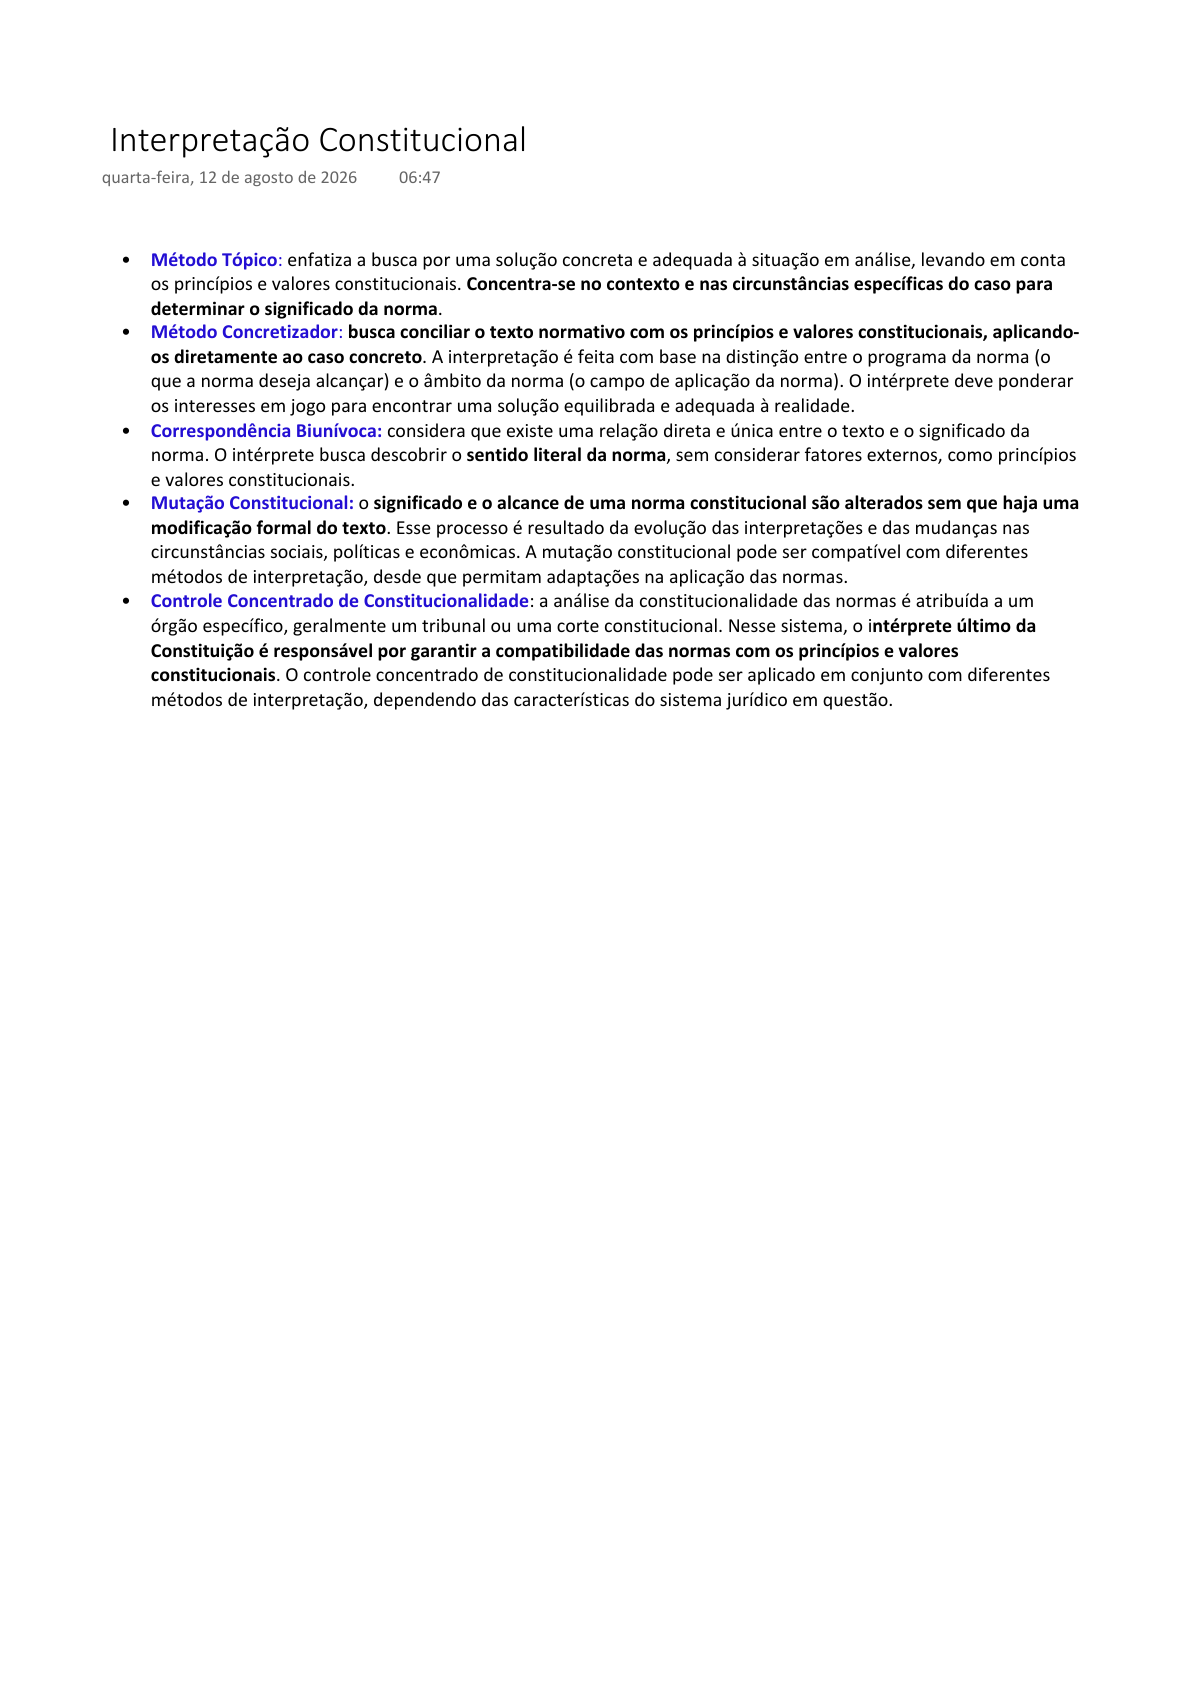 Interpretação Constitucional
quarta-feira, 12 de agosto de 2026 06:47
• Método Tópico: enfatiza a busca por uma solução concreta e adequada à situação em análise, levando em conta
os princípios e valores constitucionais. Concentra-se no contexto e nas circunstâncias específicas do caso para
determinar o significado da norma.
• Método Concretizador: busca conciliar o texto normativo com os princípios e valores constitucionais, aplicando-
os diretamente ao caso concreto. A interpretação é feita com base na distinção entre o programa da norma (o
que a norma deseja alcançar) e o âmbito da norma (o campo de aplicação da norma). O intérprete deve ponderar
os interesses em jogo para encontrar uma solução equilibrada e adequada à realidade.
• Correspondência Biunívoca: considera que existe uma relação direta e única entre o texto e o significado da
norma. O intérprete busca descobrir o sentido literal da norma, sem considerar fatores externos, como princípios
e valores constitucionais.
• Mutação Constitucional: o significado e o alcance de uma norma constitucional são alterados sem que haja uma
modificação formal do texto. Esse processo é resultado da evolução das interpretações e das mudanças nas
circunstâncias sociais, políticas e econômicas. A mutação constitucional pode ser compatível com diferentes
métodos de interpretação, desde que permitam adaptações na aplicação das normas.
• Controle Concentrado de Constitucionalidade: a análise da constitucionalidade das normas é atribuída a um
órgão específico, geralmente um tribunal ou uma corte constitucional. Nesse sistema, o intérprete último da
Constituição é responsável por garantir a compatibilidade das normas com os princípios e valores
constitucionais. O controle concentrado de constitucionalidade pode ser aplicado em conjunto com diferentes
métodos de interpretação, dependendo das características do sistema jurídico em questão.